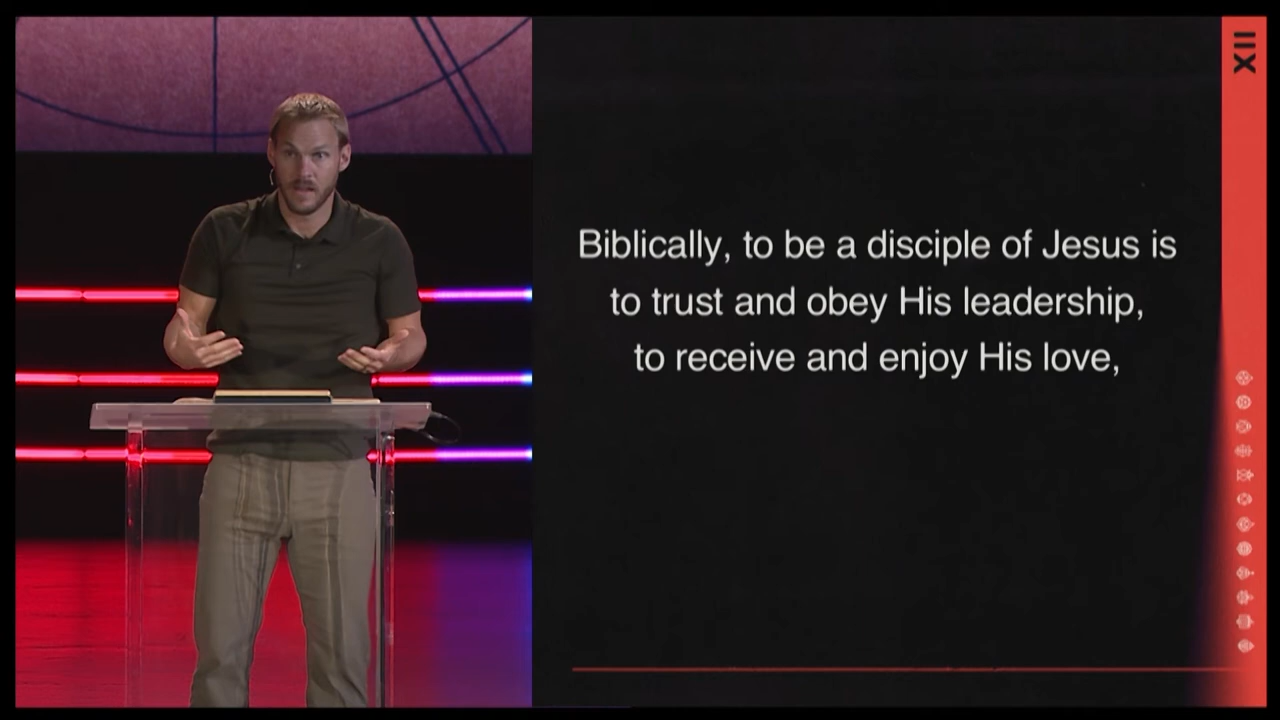 Biblically, to be a disciple of Jesus is
to trust and obey His leadership,
to receive and enjoy His love,
XII